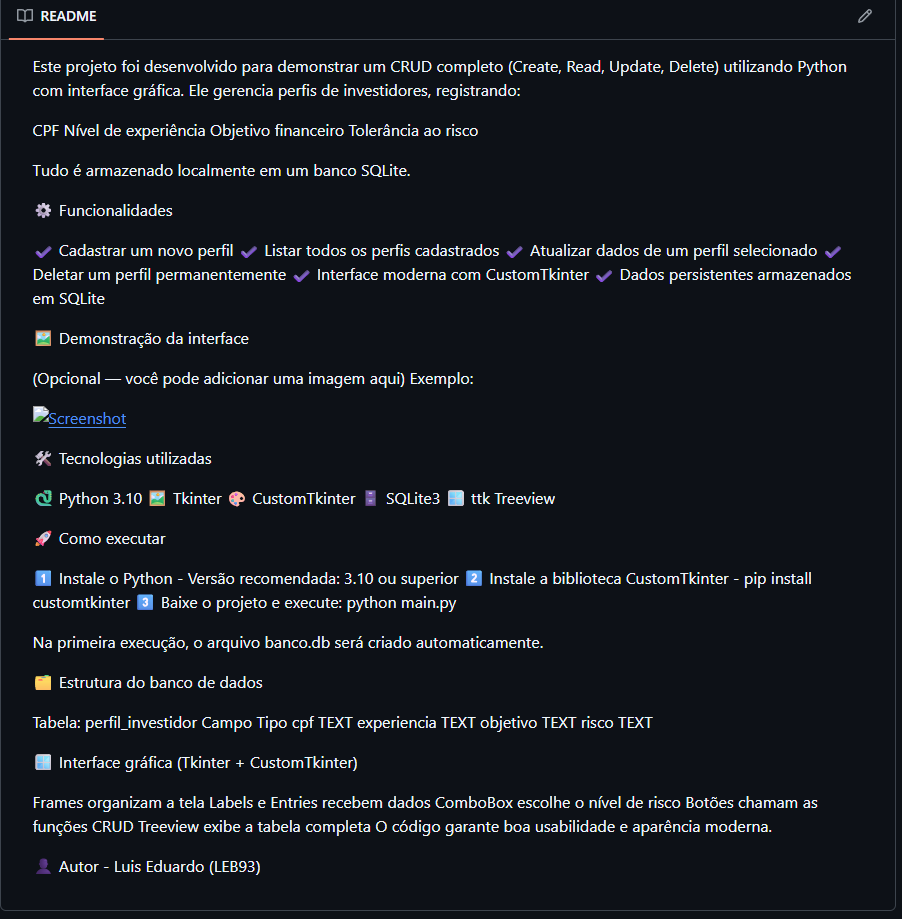 README
Este projeto foi desenvolvido para demonstrar um CRUD completo (Create, Read, Update, Delete) utilizando Python
com interface gráfica. Ele gerencia perfis de investidores, registrando:
CPF Nível de experiência Objetivo financeiro Tolerância ao risco
Tudo é armazenado localmente em um banco SQLite.
⚙️ Funcionalidades
✔️ Cadastrar um novo perfil ✔️ Listar todos os perfis cadastrados ✔️ Atualizar dados de um perfil selecionado ✔️
Deletar um perfil permanentemente ✔️ Interface moderna com CustomTkinter ✔️ Dados persistentes armazenados
em SQLite
🖼️ Demonstração da interface
(Opcional — você pode adicionar uma imagem aqui) Exemplo:
Screenshot
🛠️ Tecnologias utilizadas
🐍 Python 3.10 🖼️ Tkinter 🎨 CustomTkinter 🗄️ SQLite3 🪟 ttk Treeview
🚀 Como executar
1️⃣ Instale o Python - Versão recomendada: 3.10 ou superior 2️⃣ Instale a biblioteca CustomTkinter - pip install
customtkinter 3️⃣ Baixe o projeto e execute: python main.py
Na primeira execução, o arquivo banco.db será criado automaticamente.
🗂️ Estrutura do banco de dados
Tabela: perfil_investidor Campo Tipo cpf TEXT experiencia TEXT objetivo TEXT risco TEXT
🪟 Interface gráfica (Tkinter + CustomTkinter)
Frames organizam a tela Labels e Entries recebem dados ComboBox escolhe o nível de risco Botões chamam as
funções CRUD Treeview exibe a tabela completa O código garante boa usabilidade e aparência moderna.
👤 Autor - Luis Eduardo (LEB93)